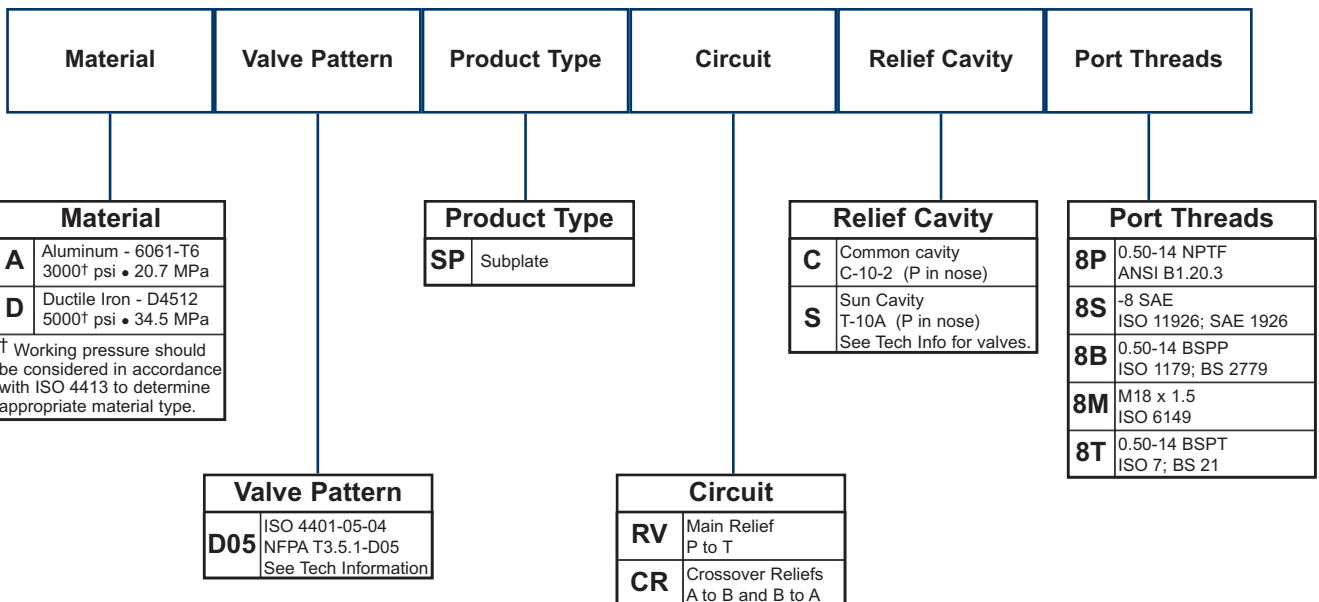 Material
Valve Pattern
Product Type
Circuit
Relief Cavity
Port Threads
Material
A
Aluminum - 6061-T6
3000† psi • 20.7 MPa
D
Ductile Iron - D4512
5000† psi • 34.5 MPa
† Working pressure should
be considered in accordance
with ISO 4413 to determine
appropriate material type.
Valve Pattern
D05
ISO 4401-05-04
NFPA T3.5.1-D05
See Tech Information
Product Type
SP
Subplate
Circuit
RV
Main Relief
P to T
CR
Crossover Reliefs
A to B and B to A
Relief Cavity
C
Common cavity
C-10-2 (P in nose)
S
Sun Cavity
T-10A (P in nose)
See Tech Info for valves.
Port Threads
8P
0.50-14 NPTF
ANSI B1.20.3
8S
-8 SAE
ISO 11926; SAE 1926
8B
0.50-14 BSPP
ISO 1179; BS 2779
8M
M18 x 1.5
ISO 6149
8T
0.50-14 BSPT
ISO 7; BS 21